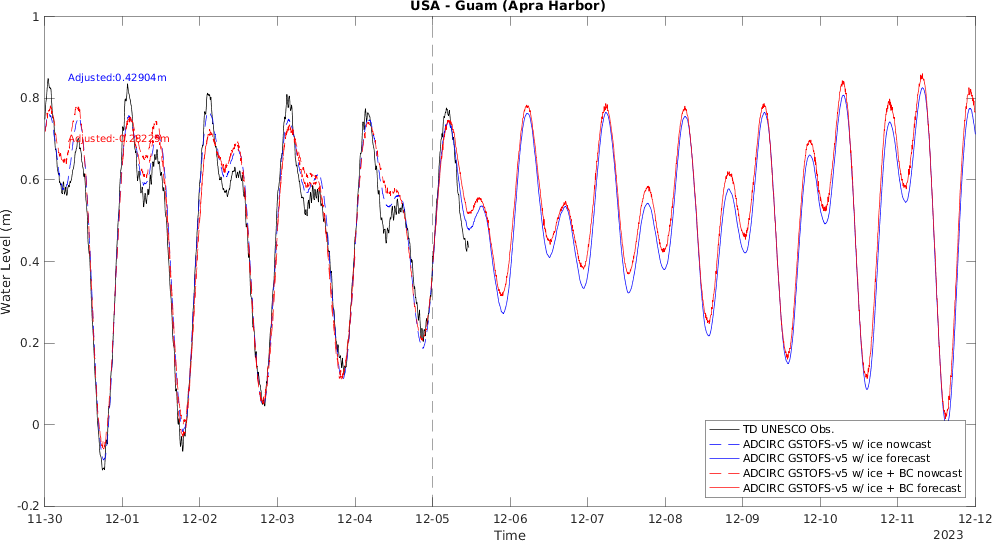 USA - Guam (Apra Harbor)
1
0.8
0.6
0.4
0.2
0
-0.2
Water Level (m)
Adjusted:0.42904m
TD UNESCO Obs.
ADCIRC GSTOFS-v5 w/ ice nowcast
ADCIRC GSTOFS-v5 w/ ice forecast
ADCIRC GSTOFS-v5 w/ ice + BC nowcast
ADCIRC GSTOFS-v5 w/ ice + BC forecast
11-30 12-01 12-02 12-03 12-04 12-05 12-06 12-07 12-08 12-09 12-10 12-11 12-12
Time
2023